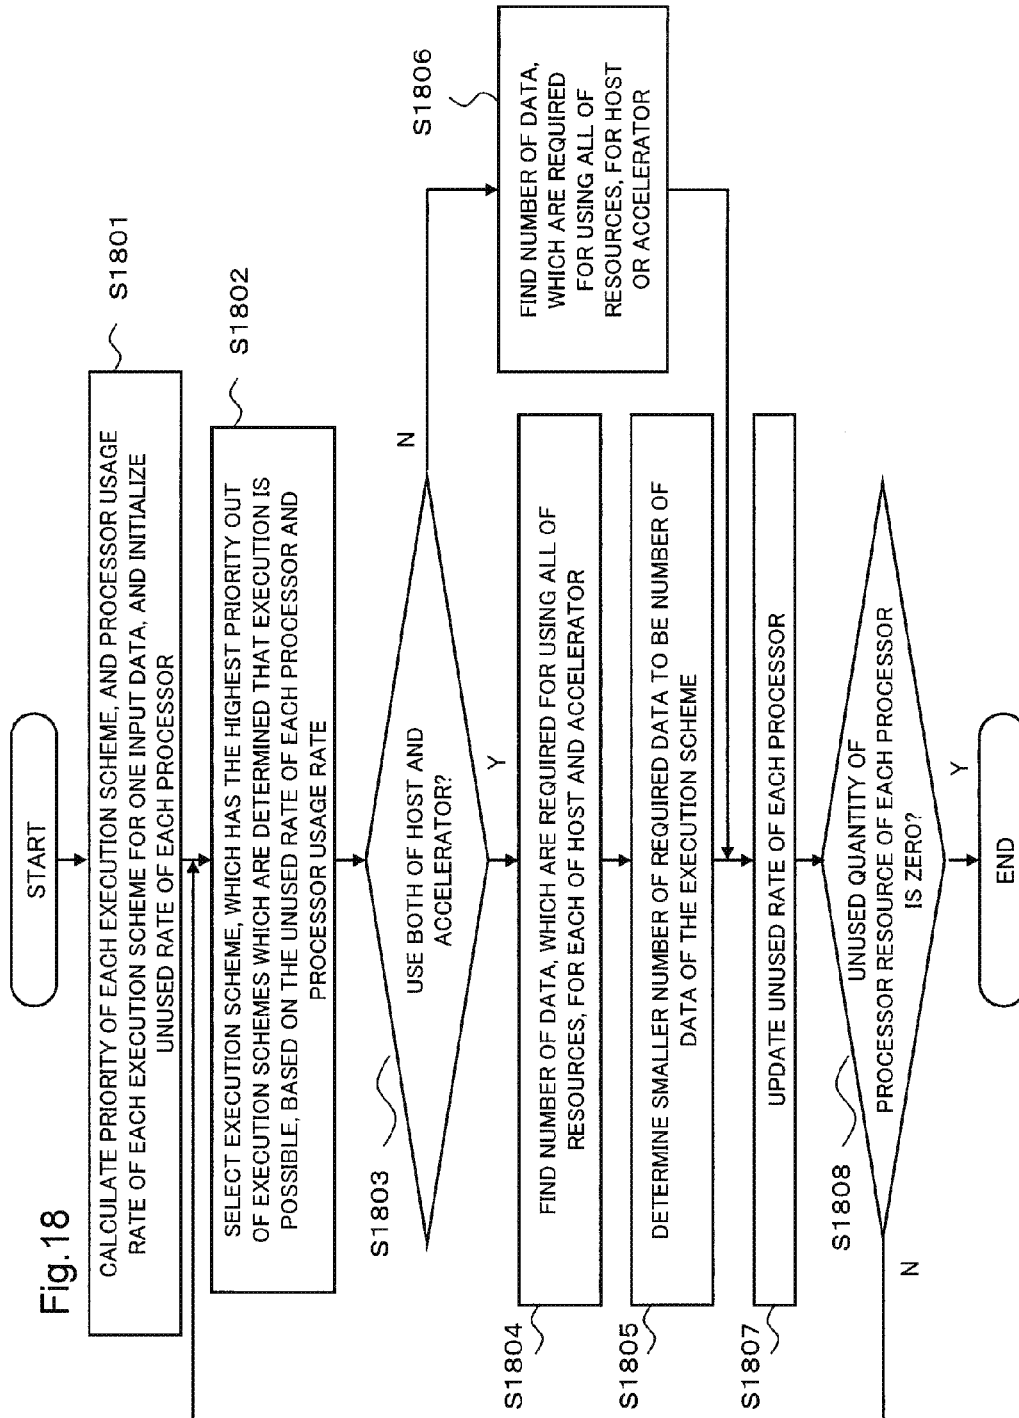 Fig.18
START
CALCULATE PRIORITY OF EACH EXECUTION SCHEME, AND PROCESSOR USAGE
RATE OF EACH EXECUTION SCHEME FOR ONE INPUT DATA, AND INITIALIZE
UNUSED RATE OF EACH PROCESSOR
S1801
SELECT EXECUTION SCHEME, WHICH HAS THE HIGHEST PRIORITY OUT
OF EXECUTION SCHEMES WHICH ARE DETERMINED THAT EXECUTION IS
POSSIBLE, BASED ON THE UNUSED RATE OF EACH PROCESSOR AND
PROCESSOR USAGE RATE
S1802
S1803
USE BOTH OF HOST AND
ACCELERATOR?
N
Y
S1806
FIND NUMBER OF DATA,
WHICH ARE REQUIRED
FOR USING ALL OF
RESOURCES, FOR HOST
OR ACCELERATOR
S1804
FIND NUMBER OF DATA, WHICH ARE REQUIRED FOR USING ALL OF
RESOURCES, FOR EACH OF HOST AND ACCELERATOR
S1805
DETERMINE SMALLER NUMBER OF REQUIRED DATA TO BE NUMBER OF
DATA OF THE EXECUTION SCHEME
S1807
UPDATE UNUSED RATE OF EACH PROCESSOR
S1808
UNUSED QUANTITY OF
PROCESSOR RESOURCE OF EACH PROCESSOR
IS ZERO?
N
Y
END